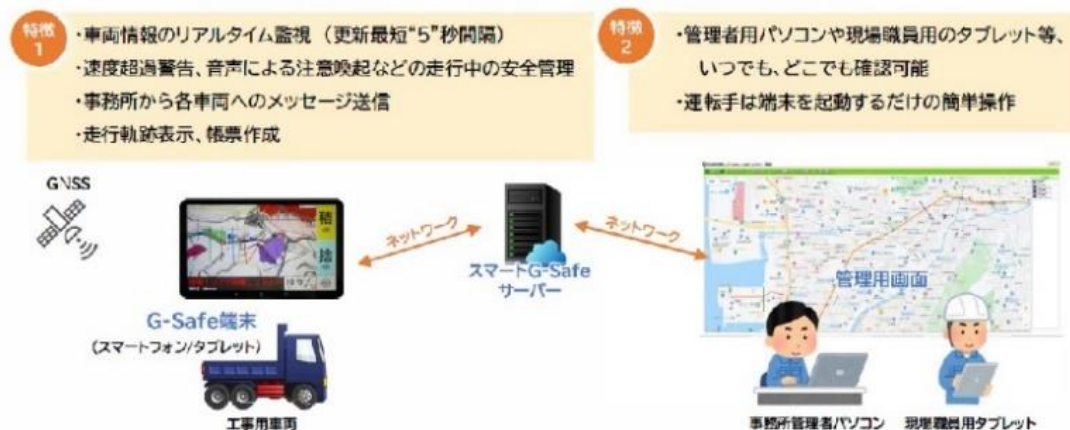 特徴
1
・車両情報のリアルタイム監視（更新最短“5”秒間隔）
・速度超過警告、音声による注意喚起などの走行中の安全管理
・事務所から各車両へのメッセージ送信
・走行軌跡表示、帳票作成
特徴
2
・管理者用パソコンや現場職員用のタブレット等、
いつでも、どこでも確認可能
・運転手は端末を起動するだけの簡単操作
GNSS
積
捨
ネットワーク
スマートG-Safe
サーバー
ネットワーク
管理用画面
G-Safe端末
（スマートフォン/タブレット）
工事用車両
事務所管理者パソコン
現場職員用タブレット